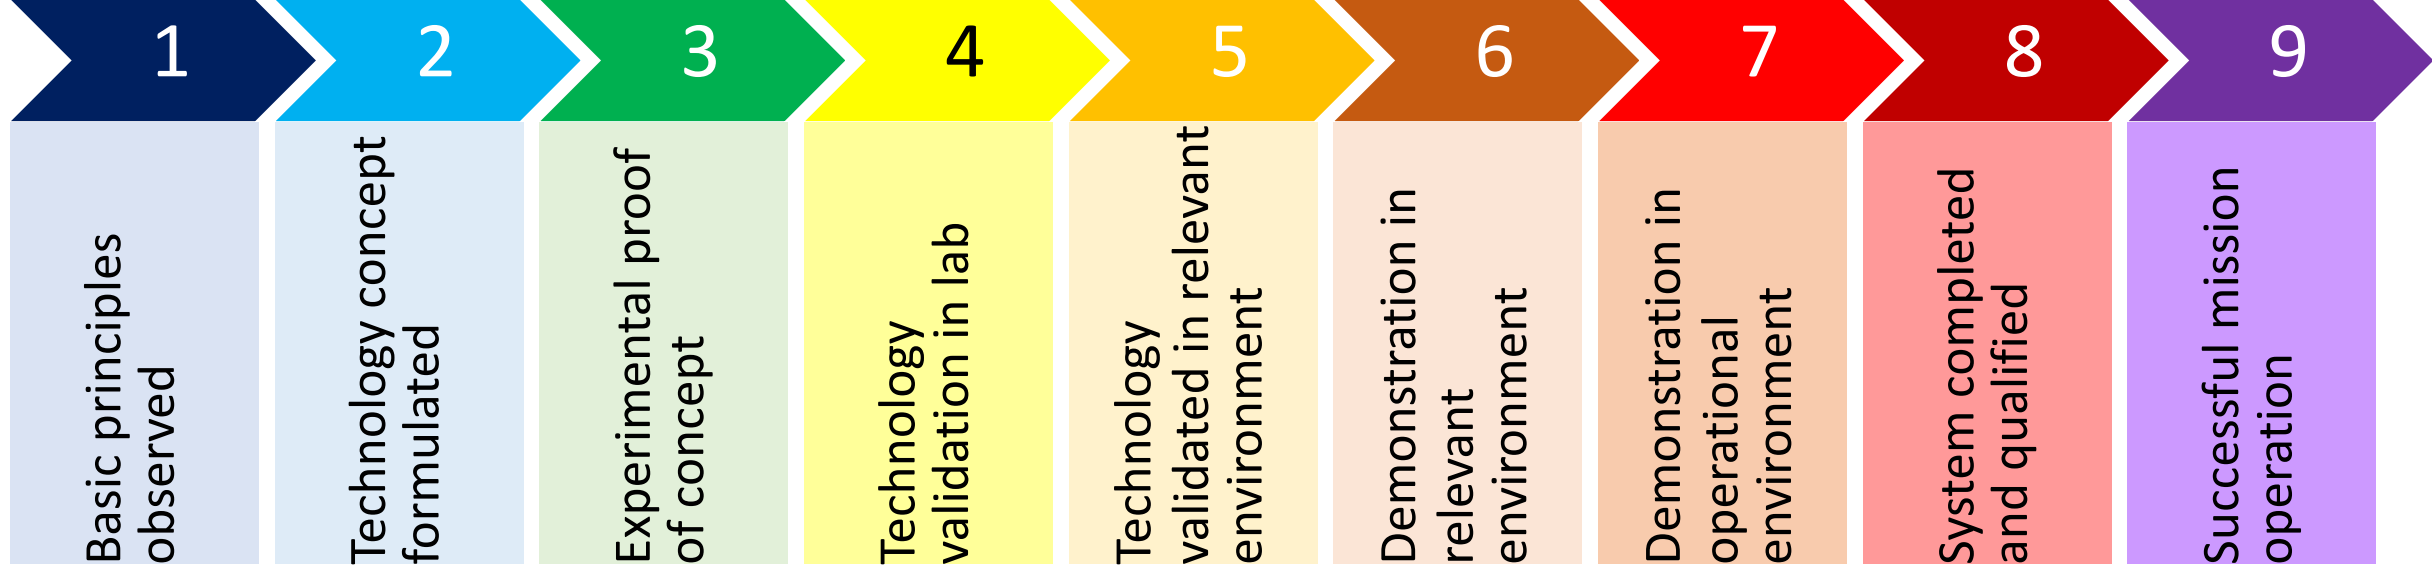 1
2
3
4
5
6
7
8
9
Basic principles
observed
Technology concept
formulated
Experimental proof
of concept
Technology
validation in lab
Technology
validated in relevant
environment
Demonstration in
relevant
environment
Demonstration in
operational
environment
System completed
and qualified
Successful mission
operation